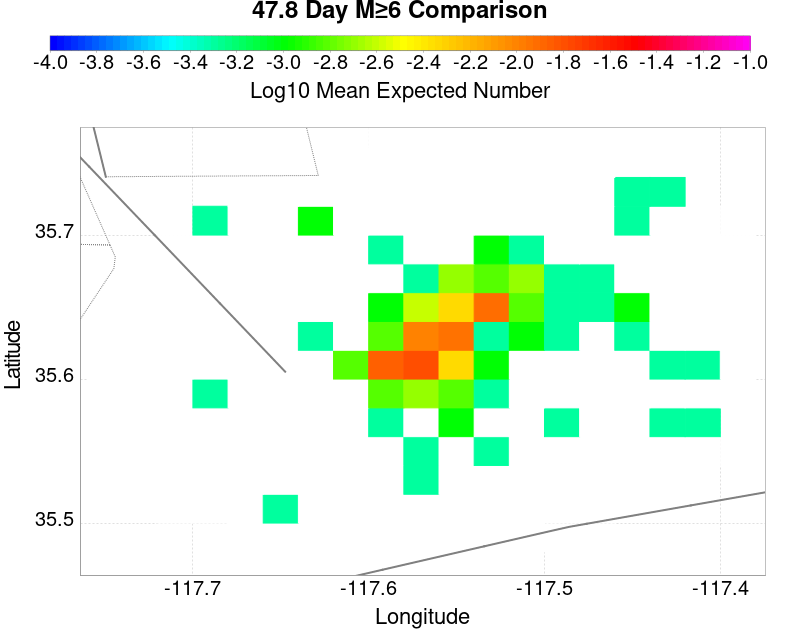 47.8 Day M≥6 Comparison
-4.0 -3.8 -3.6 -3.4 -3.2 -3.0 -2.8 -2.6 -2.4 -2.2 -2.0 -1.8 -1.6 -1.4 -1.2 -1.0
Log10 Mean Expected Number
35.7
35.6
35.5
Latitude
-117.7 -117.6 -117.5 -117.4
Longitude